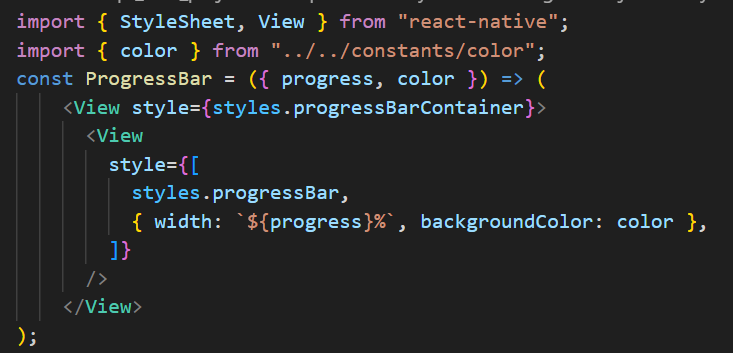 import { StyleSheet, View } from "react-native";
import { color } from "../../constants/color";
const ProgressBar = ({ progress, color }) => (
    <View style={styles.progressBarContainer}>
      <View
        style={[
          styles.progressBar,
          { width: `${progress}%`, backgroundColor: color },
        ]}
      />
    </View>
);